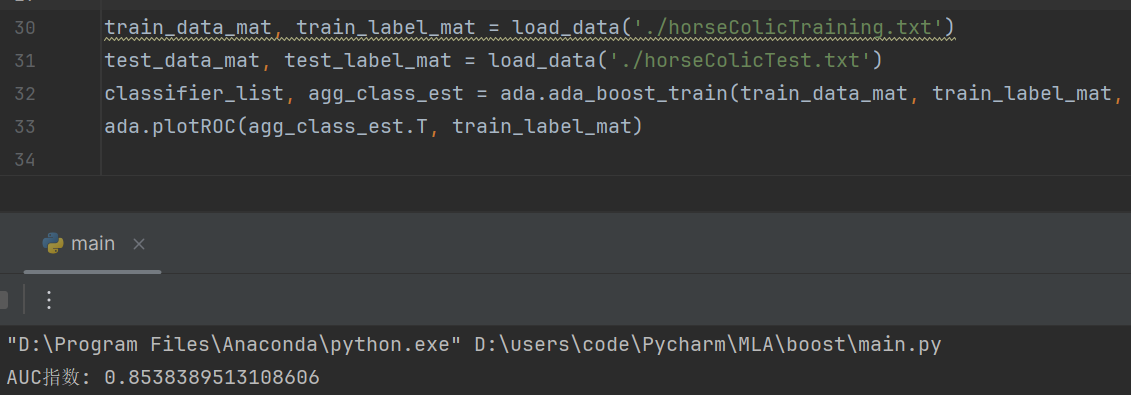 30 train_data_mat, train_label_mat = load_data('./horseColicTraining.txt')
31 test_data_mat, test_label_mat = load_data('./horseColicTest.txt')
32 classifier_list, agg_class_est = ada.ada_boost_train(train_data_mat, train_label_mat,
33 ada.plotROC(agg_class_est.T, train_label_mat)
34
main
"D:\Program Files\Anaconda\python.exe" D:\users\code\Pycharm\MLA\boost\main.py
AUC指数: 0.8538389513108606